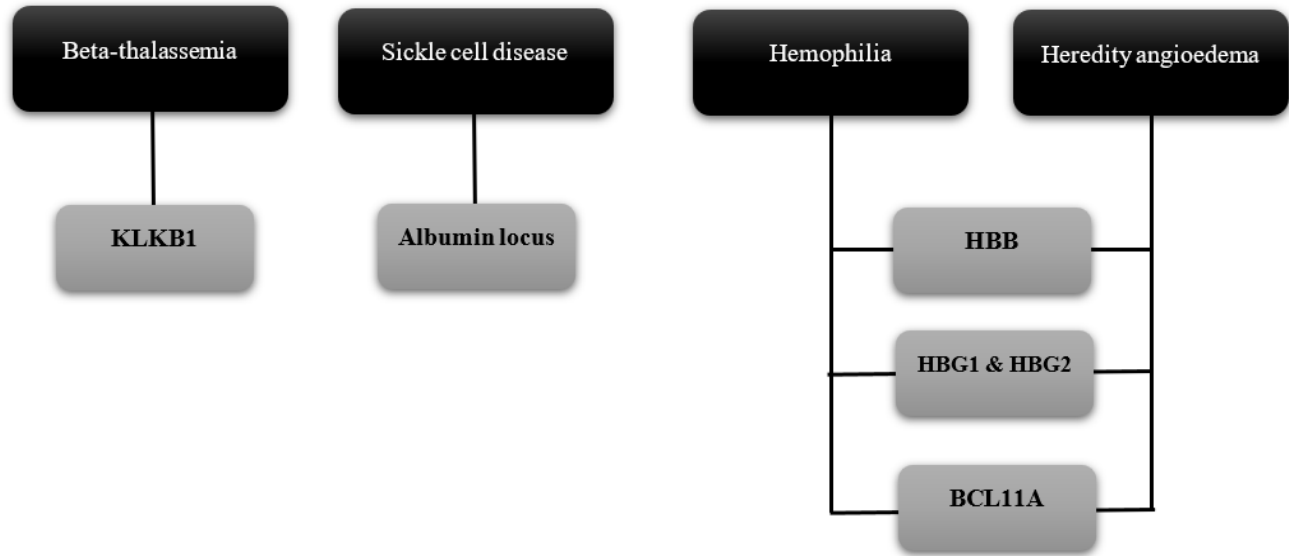 Beta-thalassemia
Sickle cell disease
Hemophilia
Heredity angioedema
KLKB1
Albumin locus
HBB
HBG1 & HBG2
BCL11A